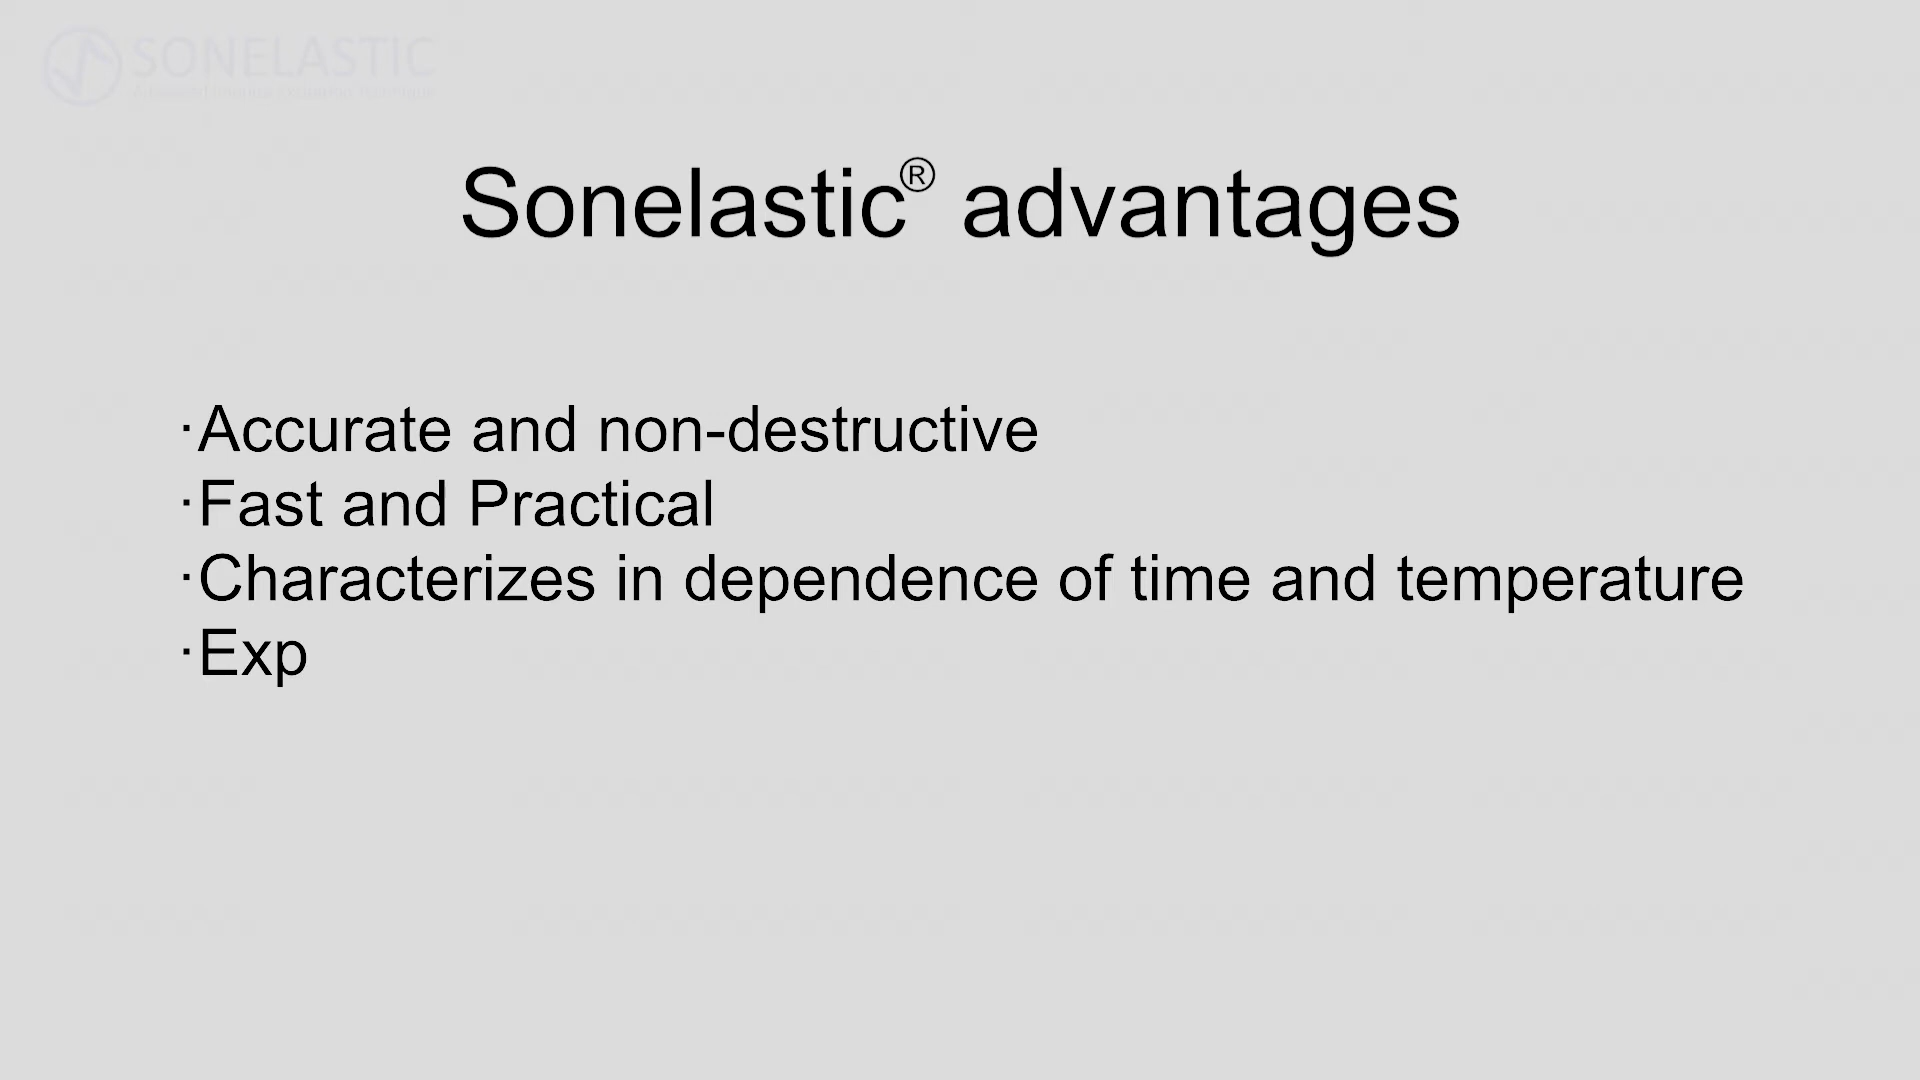 SONELASTIC
Sonelastic® advantages
·Accurate and non-destructive
·Fast and Practical
·Characterizes in dependence of time and temperature
·Exp